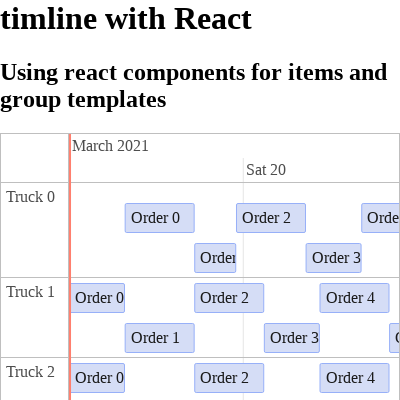 timline with React
Using react components for items and
group templates
March 2021
Sat 20
Truck 0
Order 0
Order 2
Order 3
Truck 1
Order 0
Order 2
Order 4
Order 1
Order 3
Truck 2
Order 0
Order 2
Order 4